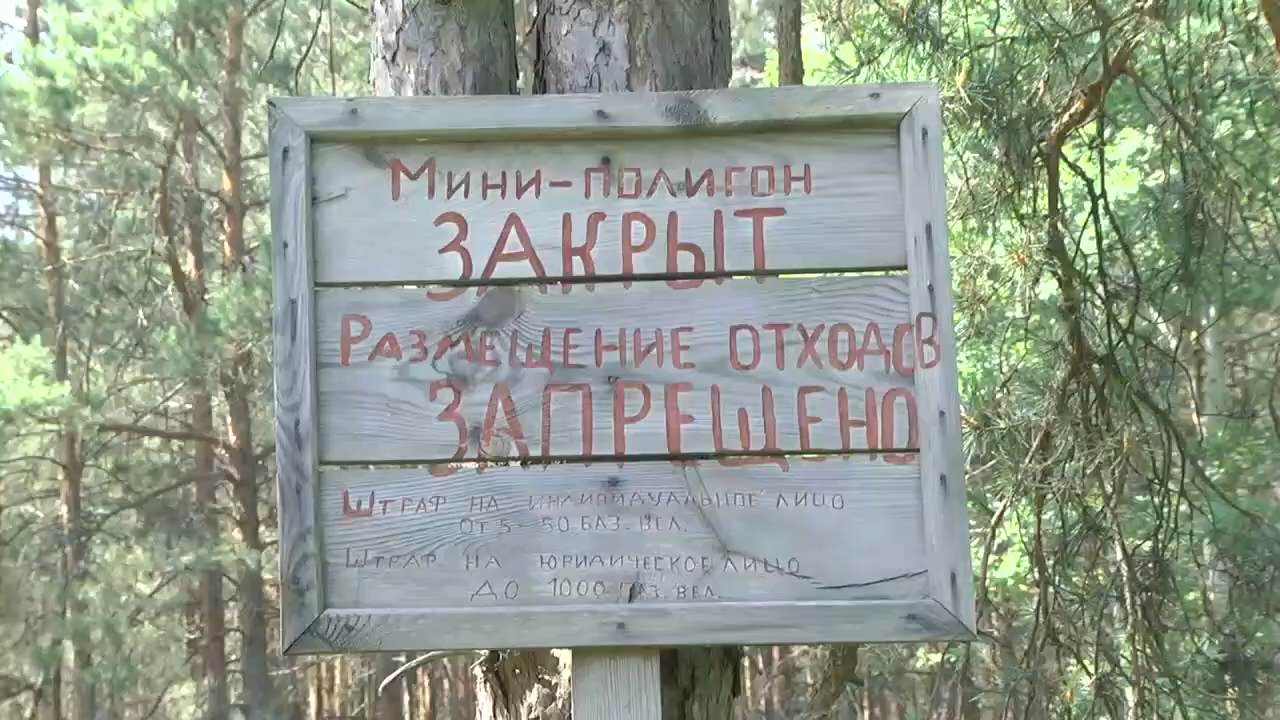 Мини-полигон
ЗАКРЫТ
Размещение отходов
ЗАПРЕЩЕНО
Штраф на индивидуальное лицо
от 5 - 50 баз. вел.
Штраф на юридическое лицо
до 1000 баз. вел.